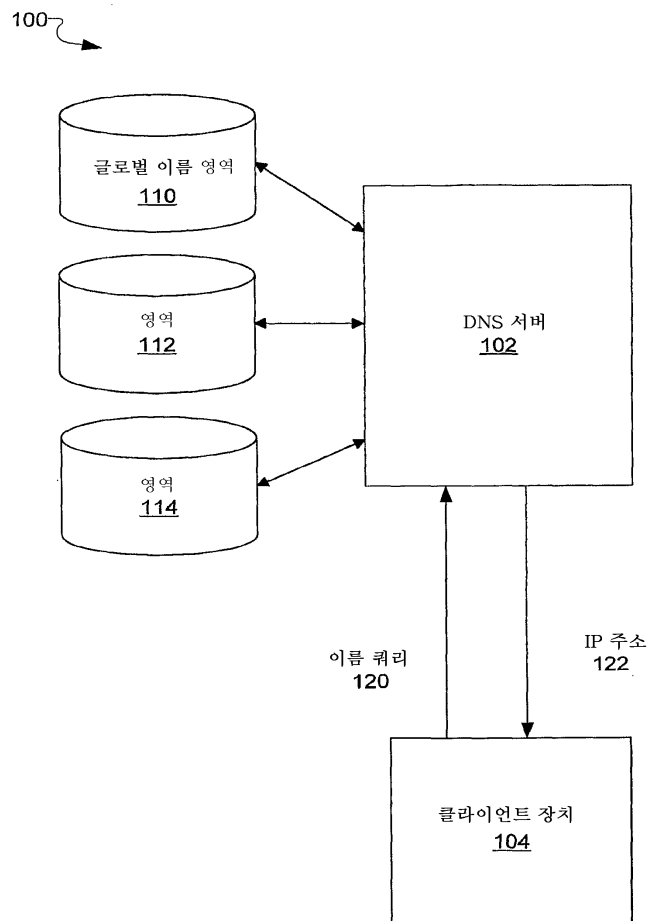 100
글로벌 이름 영역
110
영역
112
영역
114
DNS 서버
102
이름 쿼리
120
IP 주소
122
클라이언트 장치
104